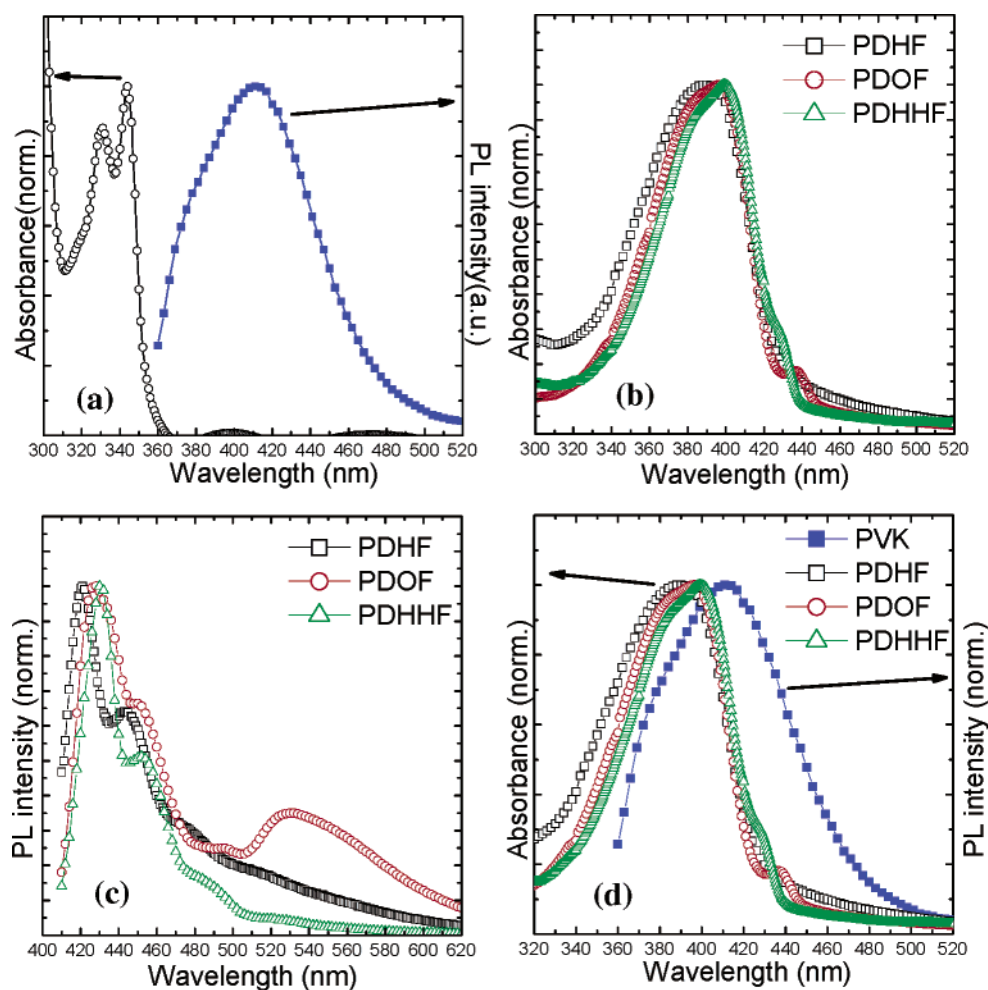 Absorbance(norm.)
PL intensity(a.u.)
(a)
300 320 340 360 380 400 420 440 460 480 500 520
Wavelength (nm)
PDHF
PDOF
PDHHF
Abosrbance (norm.)
(b)
300 320 340 360 380 400 420 440 460 480 500 520
Wavelength (nm)
PDHF
PDOF
PDHHF
PL intensity (norm.)
(c)
400 420 440 460 480 500 520 540 560 580 600 620
Wavelength (nm)
PVK
PDHF
PDOF
PDHHF
Absorbance (norm.)
PL intensity (norm.)
(d)
320 340 360 380 400 420 440 460 480 500 520
Wavelength (nm)